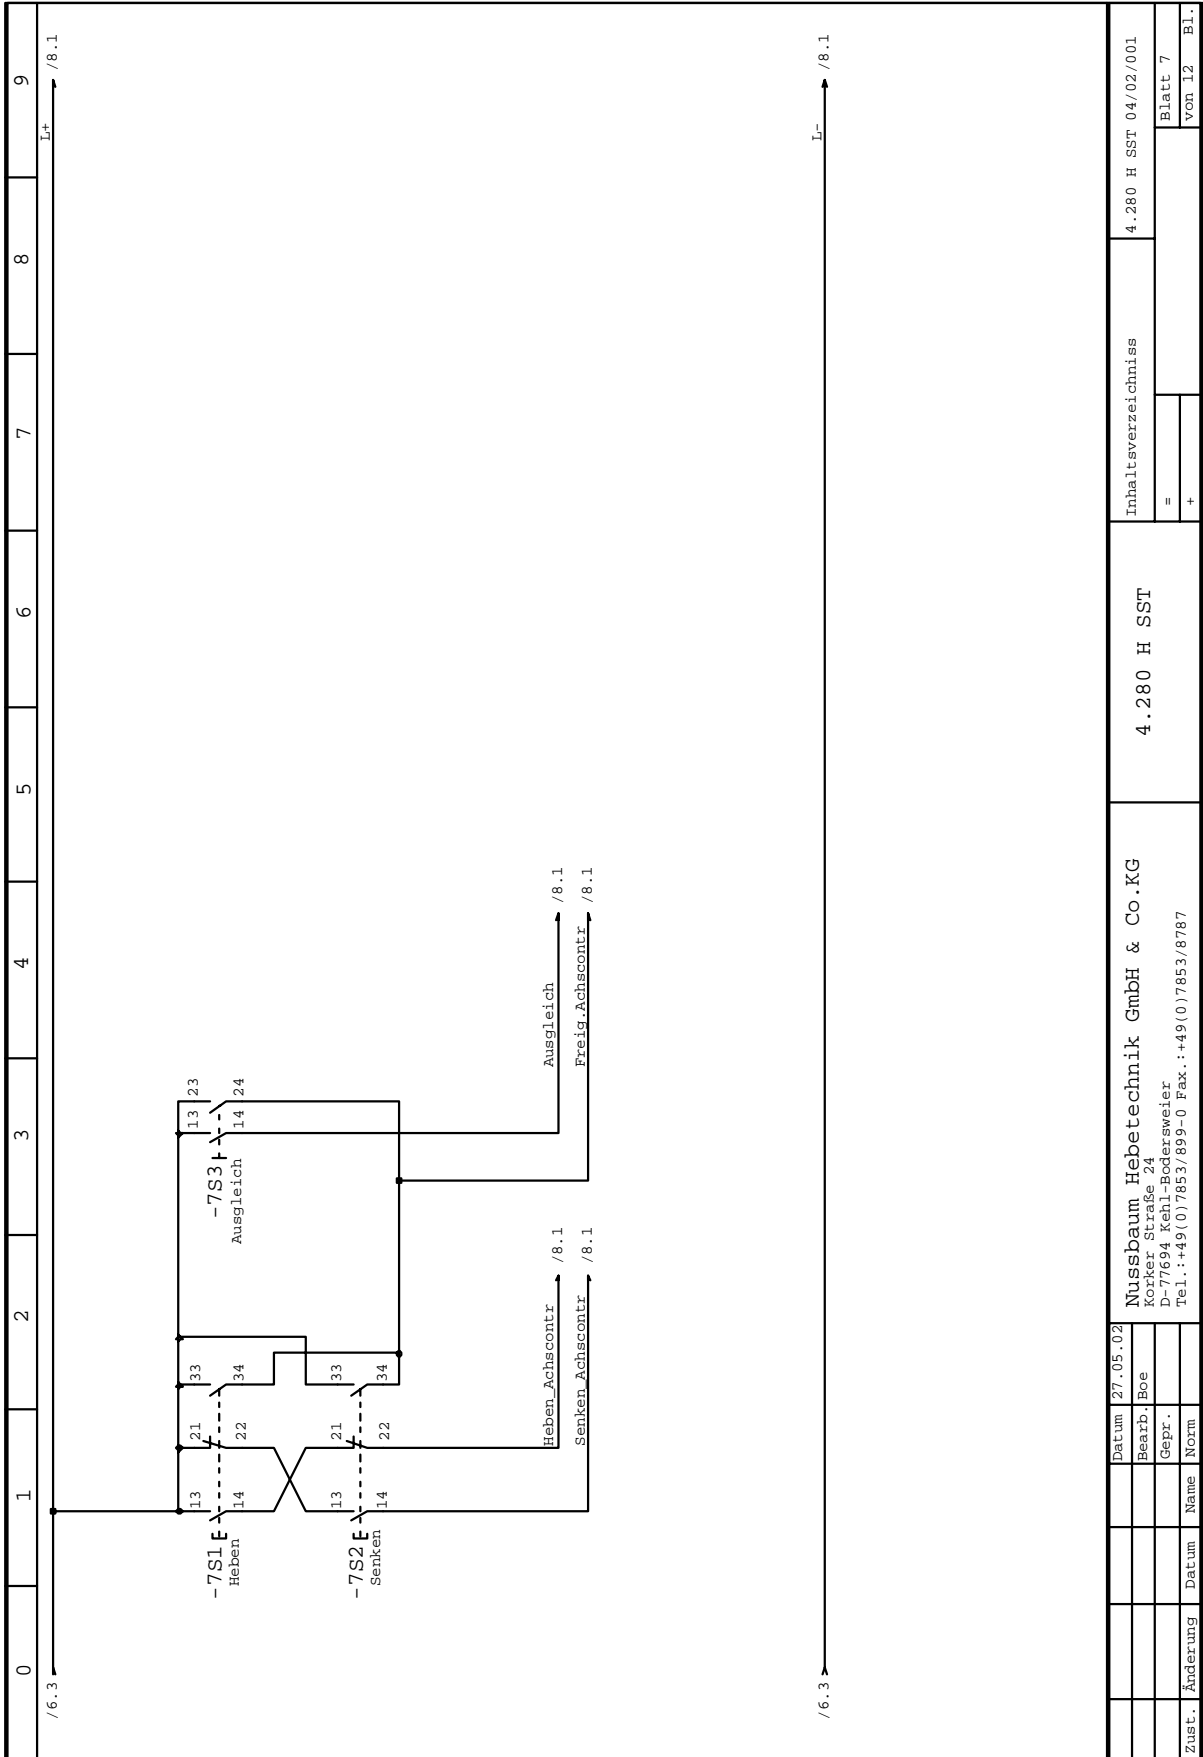 0 1 2 3 4 5 6 7 8 9
/6.3 L+ /8.1
13 21 33 13 23
-7S1 -7S3
Heben Ausgleich
14 22 34 14 24
13 21 33
-7S2
Senken
14 22 34
Heben_Achscontr /8.1 Ausgleich /8.1
Senken_Achscontr /8.1 Freig.Achscontr /8.1
/6.3 L- /8.1
Datum 27.05.02
Bearb. Boe
Gepr.
Zust. Änderung Datum Name Norm
Nussbaum Hebetechnik GmbH & Co.KG
Korker Straße 24
D-77694 Kehl-Bodersweier
Tel.:+49(0)7853/899-0 Fax.:+49(0)7853/8787
4.280 H SST
Inhaltsverzeichniss
=
+
4.280 H SST 04/02/001
Blatt 7
von 12 Bl.